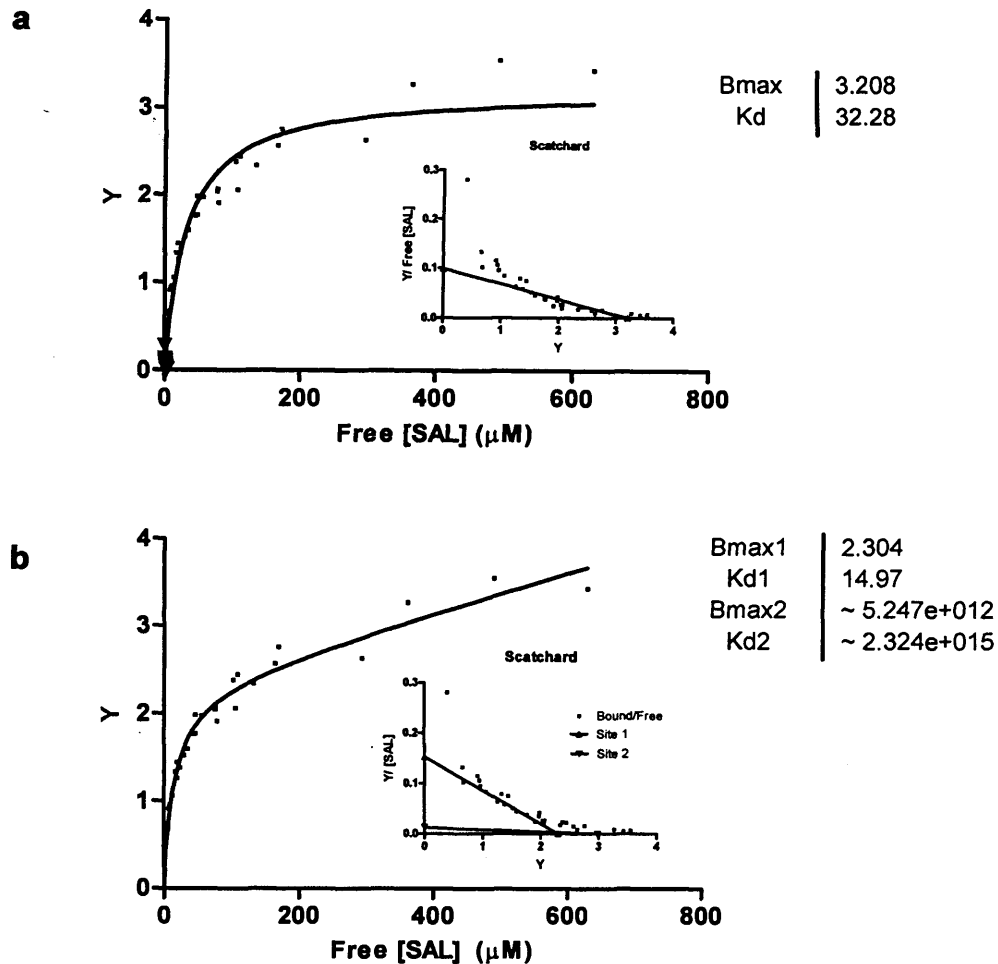 a
4
3
2
1
0
Y
0 200 400 600 800
Free [SAL] (μM)
Bmax 3.208
Kd 32.28
Scatchard
0.3
0.2
0.1
0.0
Y/ Free [SAL]
0 1 2 3 4
Y
b
4
3
2
1
0
Y
0 200 400 600 800
Free [SAL] (μM)
Bmax1 2.304
Kd1 14.97
Bmax2 ~ 5.247e+012
Kd2 ~ 2.324e+015
Scatchard
0.3
0.2
0.1
0.0
Y/ [SAL]
0 1 2 3 4
Y
Bound/Free
Site 1
Site 2